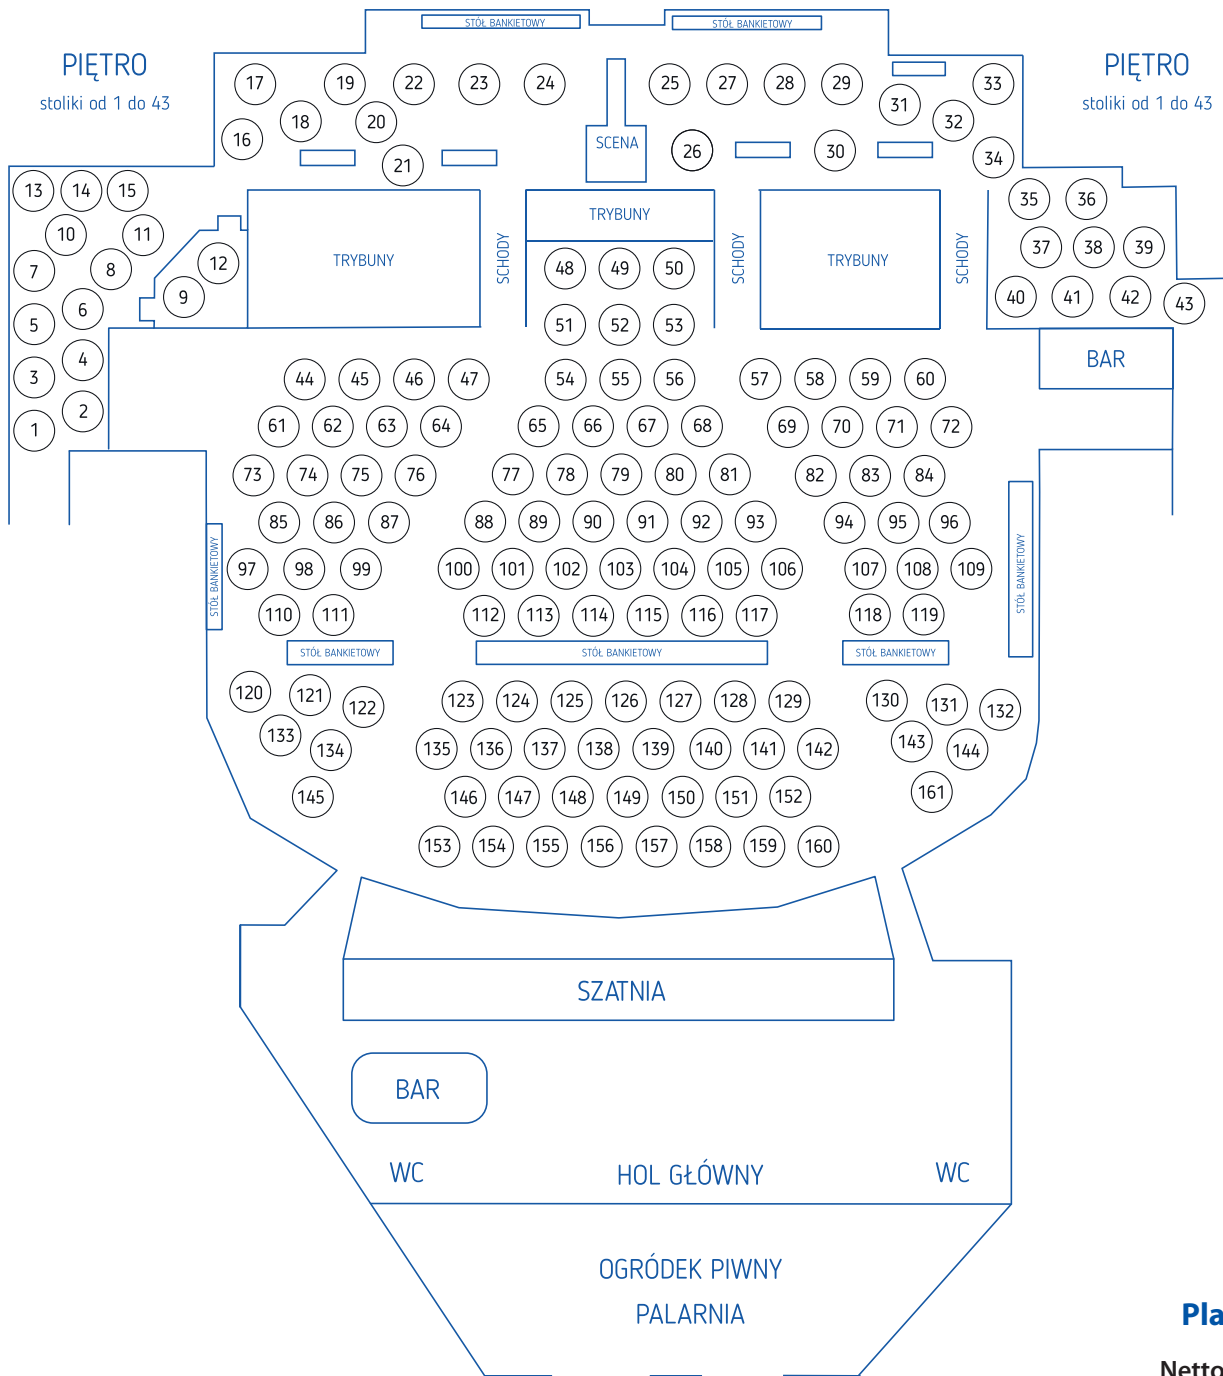 STÓŁ BANKIETOWY STÓŁ BANKIETOWY
PIĘTRO
stoliki od 1 do 43
PIĘTRO
stoliki od 1 do 43
17 19 22 23 24 25 27 28 29 31 33
16 18 20 32
21 SCENA 26 30 34
13 14 15 35 36
10 11 37 38 39
7 8 12 9 40 41 42 43
5 6
3 4
1 2
TRYBUNY
SCHODY
TRYBUNY
SCHODY
TRYBUNY
SCHODY
BAR
48 49 50
51 52 53
44 45 46 47 54 55 56 57 58 59 60
61 62 63 64 65 66 67 68 69 70 71 72
73 74 75 76 77 78 79 80 81 82 83 84
85 86 87 88 89 90 91 92 93 94 95 96
97 98 99 100 101 102 103 104 105 106 107 108 109
110 111 112 113 114 115 116 117 118 119
STÓŁ BANKIETOWY
STÓŁ BANKIETOWY
STÓŁ BANKIETOWY STÓŁ BANKIETOWY STÓŁ BANKIETOWY
120 121 122 123 124 125 126 127 128 129 130 131 132
133 134 135 136 137 138 139 140 141 142 143 144
145 146 147 148 149 150 151 152 161
153 154 155 156 157 158 159 160
SZATNIA
BAR
WC HOL GŁÓWNY WC
OGRÓDEK PIWNY
PALARNIA
Pla
Netto